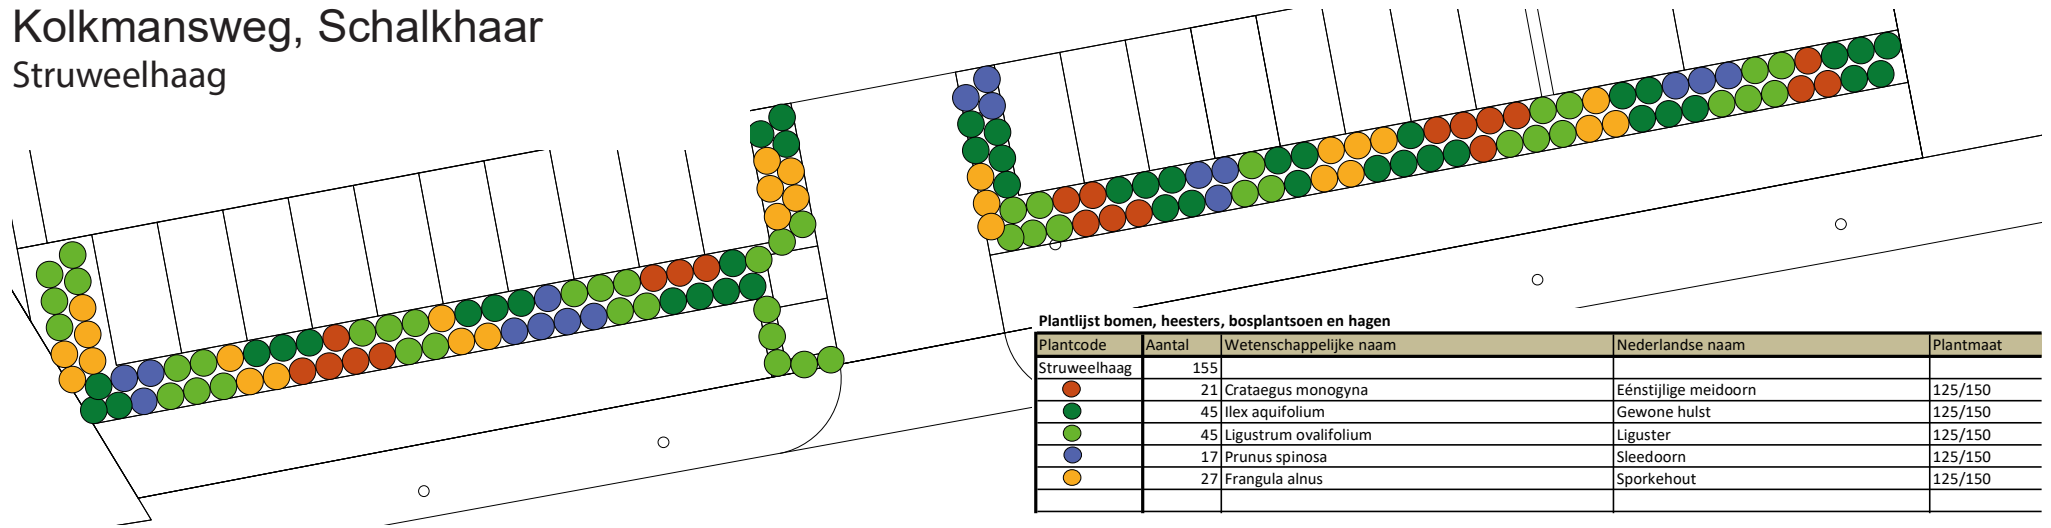 Kolkmansweg, Schalkhaar
Struweelhaag
Plantlijst bomen, heesters, bosplantsoen en hagen
Plantcode Aantal Wetenschappelijke naam Nederlandse naam Plantmaat
Struweelhaag 155
21 Crataegus monogyna Eénstijlige meidoorn 125/150
45 Ilex aquifolium Gewone hulst 125/150
45 Ligustrum ovalifolium Liguster 125/150
17 Prunus spinosa Sleedoorn 125/150
27 Frangula alnus Sporkehout 125/150